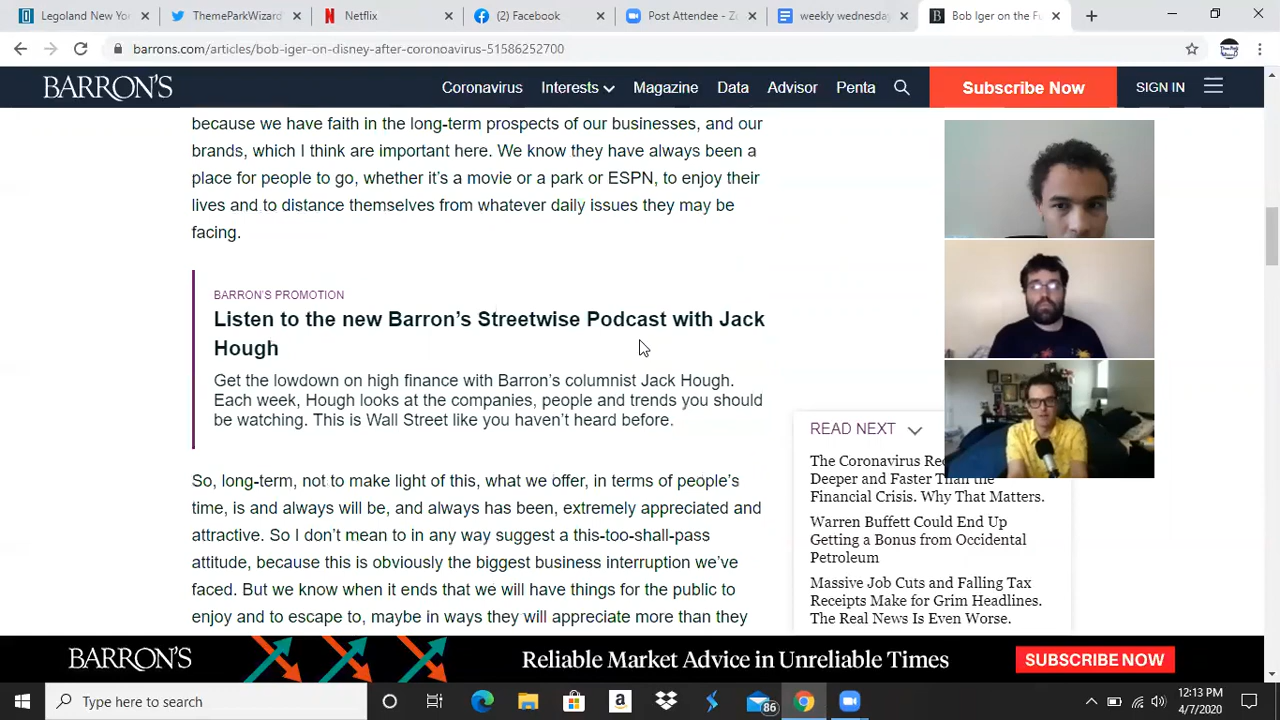 Legoland New Yo
ThemeParkWizard
Netflix
(2) Facebook
Post Attendee - Z
weekly wednesda
Bob Iger on the Fu
barrons.com/articles/bob-iger-on-disney-after-coronoavirus-51586252700
BARRON'S
Coronavirus
Interests
Magazine
Data
Advisor
Penta
Subscribe Now
SIGN IN
because we have faith in the long-term prospects of our businesses, and our
brands, which I think are important here. We know they have always been a
place for people to go, whether it's a movie or a park or ESPN, to enjoy their
lives and to distance themselves from whatever daily issues they may be
facing.
BARRON'S PROMOTION
Listen to the new Barron's Streetwise Podcast with Jack
Hough
Get the lowdown on high finance with Barron's columnist Jack Hough.
Each week, Hough looks at the companies, people and trends you should
be watching. This is Wall Street like you haven't heard before.
So, long-term, not to make light of this, what we offer, in terms of people's
time, is and always will be, and always has been, extremely appreciated and
attractive. So I don't mean to in any way suggest a this-too-shall-pass
attitude, because this is obviously the biggest business interruption we've
faced. But we know when it ends that we will have things for the public to
enjoy and to escape to, maybe in ways they will appreciate more than they
READ NEXT
The Coronavirus Rec
Deeper and Faster Than the
Financial Crisis. Why That Matters.
Warren Buffett Could End Up
Getting a Bonus from Occidental
Petroleum
Massive Job Cuts and Falling Tax
Receipts Make for Grim Headlines.
The Real News Is Even Worse.
BARRON'S
Reliable Market Advice in Unreliable Times
SUBSCRIBE NOW
Type here to search
86
12:13 PM
4/7/2020